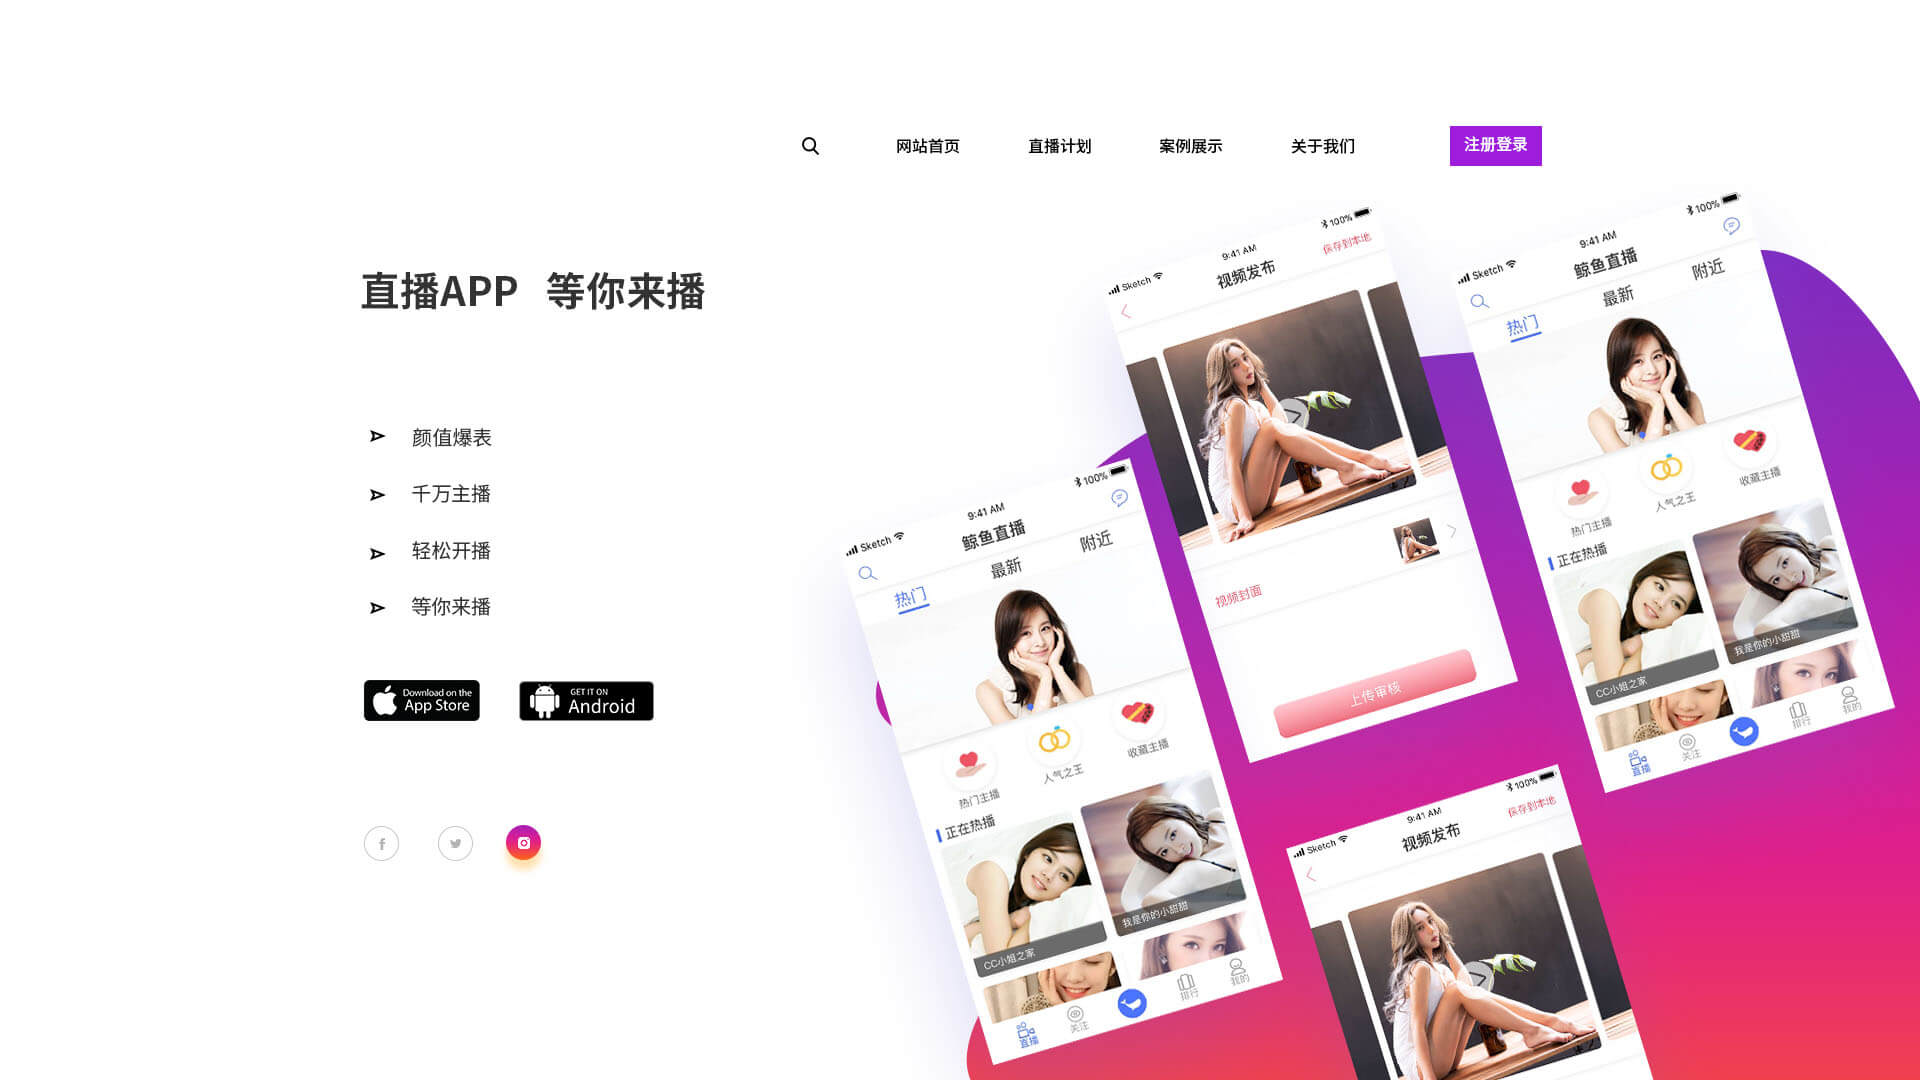 网站首页
直播计划
案例展示
关于我们
注册登录
直播APP 等你来播
颜值爆表
千万主播
轻松开播
等你来播
Download on the
App Store
GET IT ON
Android
Sketch
9:41 AM
100%
视频发布
保存到本地
视频封面
上传审核
Sketch
9:41 AM
100%
鲸鱼直播
热门
最新
附近
热门主播
人气之王
收藏主播
正在热播
CC小姐之家
我是你的小甜甜
直播
关注
排行
我的
Sketch
9:41 AM
100%
鲸鱼直播
热门
最新
附近
热门主播
人气之王
收藏主播
正在热播
CC小姐之家
我是你的小甜甜
直播
关注
排行
我的
Sketch
9:41 AM
100%
视频发布
保存到本地